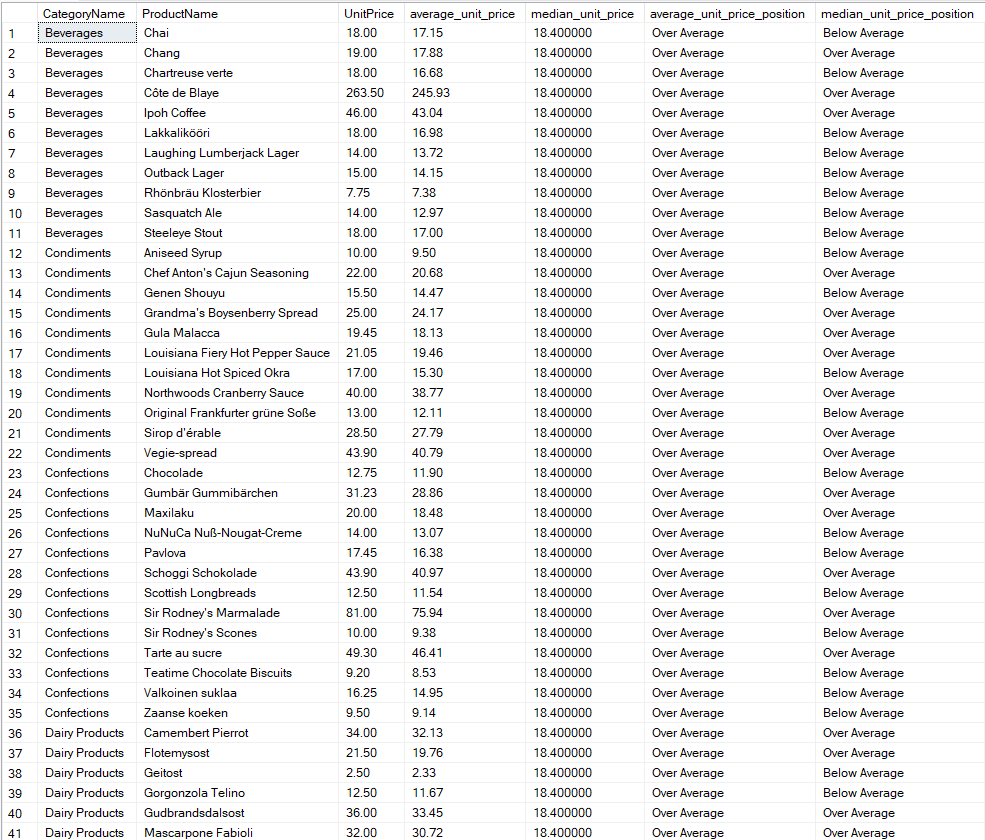 CategoryName ProductName UnitPrice average_unit_price median_unit_price average_unit_price_position median_unit_price_position
1 Beverages Chai 18.00 17.15 18.400000 Over Average Below Average
2 Beverages Chang 19.00 17.88 18.400000 Over Average Over Average
3 Beverages Chartreuse verte 18.00 16.68 18.400000 Over Average Below Average
4 Beverages Côte de Blaye 263.50 245.93 18.400000 Over Average Over Average
5 Beverages Ipoh Coffee 46.00 43.04 18.400000 Over Average Over Average
6 Beverages Lakkalikööri 18.00 16.98 18.400000 Over Average Below Average
7 Beverages Laughing Lumberjack Lager 14.00 13.72 18.400000 Over Average Below Average
8 Beverages Outback Lager 15.00 14.15 18.400000 Over Average Below Average
9 Beverages Rhönbräu Klosterbier 7.75 7.38 18.400000 Over Average Below Average
10 Beverages Sasquatch Ale 14.00 12.97 18.400000 Over Average Below Average
11 Beverages Steeleye Stout 18.00 17.00 18.400000 Over Average Below Average
12 Condiments Aniseed Syrup 10.00 9.50 18.400000 Over Average Below Average
13 Condiments Chef Anton's Cajun Seasoning 22.00 20.68 18.400000 Over Average Over Average
14 Condiments Genen Shouyu 15.50 14.47 18.400000 Over Average Below Average
15 Condiments Grandma's Boysenberry Spread 25.00 24.17 18.400000 Over Average Over Average
16 Condiments Gula Malacca 19.45 18.13 18.400000 Over Average Over Average
17 Condiments Louisiana Fiery Hot Pepper Sauce 21.05 19.46 18.400000 Over Average Over Average
18 Condiments Louisiana Hot Spiced Okra 17.00 15.30 18.400000 Over Average Below Average
19 Condiments Northwoods Cranberry Sauce 40.00 38.77 18.400000 Over Average Over Average
20 Condiments Original Frankfurter grüne Soße 13.00 12.11 18.400000 Over Average Below Average
21 Condiments Sirop d'érable 28.50 27.79 18.400000 Over Average Over Average
22 Condiments Vegie-spread 43.90 40.79 18.400000 Over Average Over Average
23 Confections Chocolade 12.75 11.90 18.400000 Over Average Below Average
24 Confections Gumbär Gummibärchen 31.23 28.86 18.400000 Over Average Over Average
25 Confections Maxilaku 20.00 18.48 18.400000 Over Average Over Average
26 Confections NuNuCa Nuß-Nougat-Creme 14.00 13.07 18.400000 Over Average Below Average
27 Confections Pavlova 17.45 16.38 18.400000 Over Average Below Average
28 Confections Schoggi Schokolade 43.90 40.97 18.400000 Over Average Over Average
29 Confections Scottish Longbreads 12.50 11.54 18.400000 Over Average Below Average
30 Confections Sir Rodney's Marmalade 81.00 75.94 18.400000 Over Average Over Average
31 Confections Sir Rodney's Scones 10.00 9.38 18.400000 Over Average Below Average
32 Confections Tarte au sucre 49.30 46.41 18.400000 Over Average Over Average
33 Confections Teatime Chocolate Biscuits 9.20 8.53 18.400000 Over Average Below Average
34 Confections Valkoinen suklaa 16.25 14.95 18.400000 Over Average Below Average
35 Confections Zaanse koeken 9.50 9.14 18.400000 Over Average Below Average
36 Dairy Products Camembert Pierrot 34.00 32.13 18.400000 Over Average Over Average
37 Dairy Products Flotemysost 21.50 19.76 18.400000 Over Average Over Average
38 Dairy Products Geitost 2.50 2.33 18.400000 Over Average Below Average
39 Dairy Products Gorgonzola Telino 12.50 11.67 18.400000 Over Average Below Average
40 Dairy Products Gudbrandsdalsost 36.00 33.45 18.400000 Over Average Over Average
41 Dairy Products Mascarpone Fabioli 32.00 30.72 18.400000 Over Average Over Average